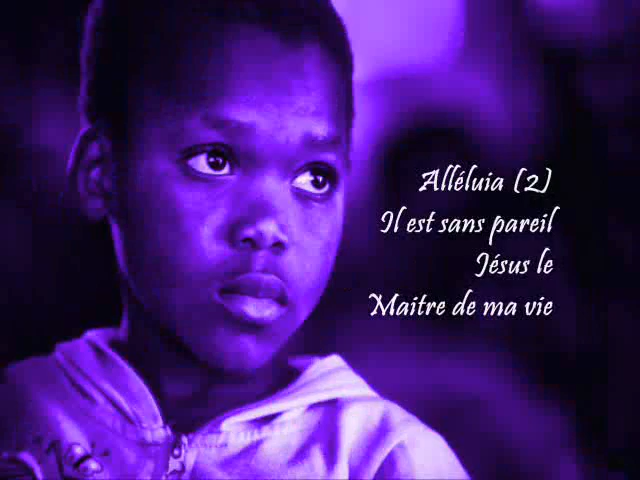 Alléluia (2)
Il est sans pareil
Jésus le
Maitre de ma vie